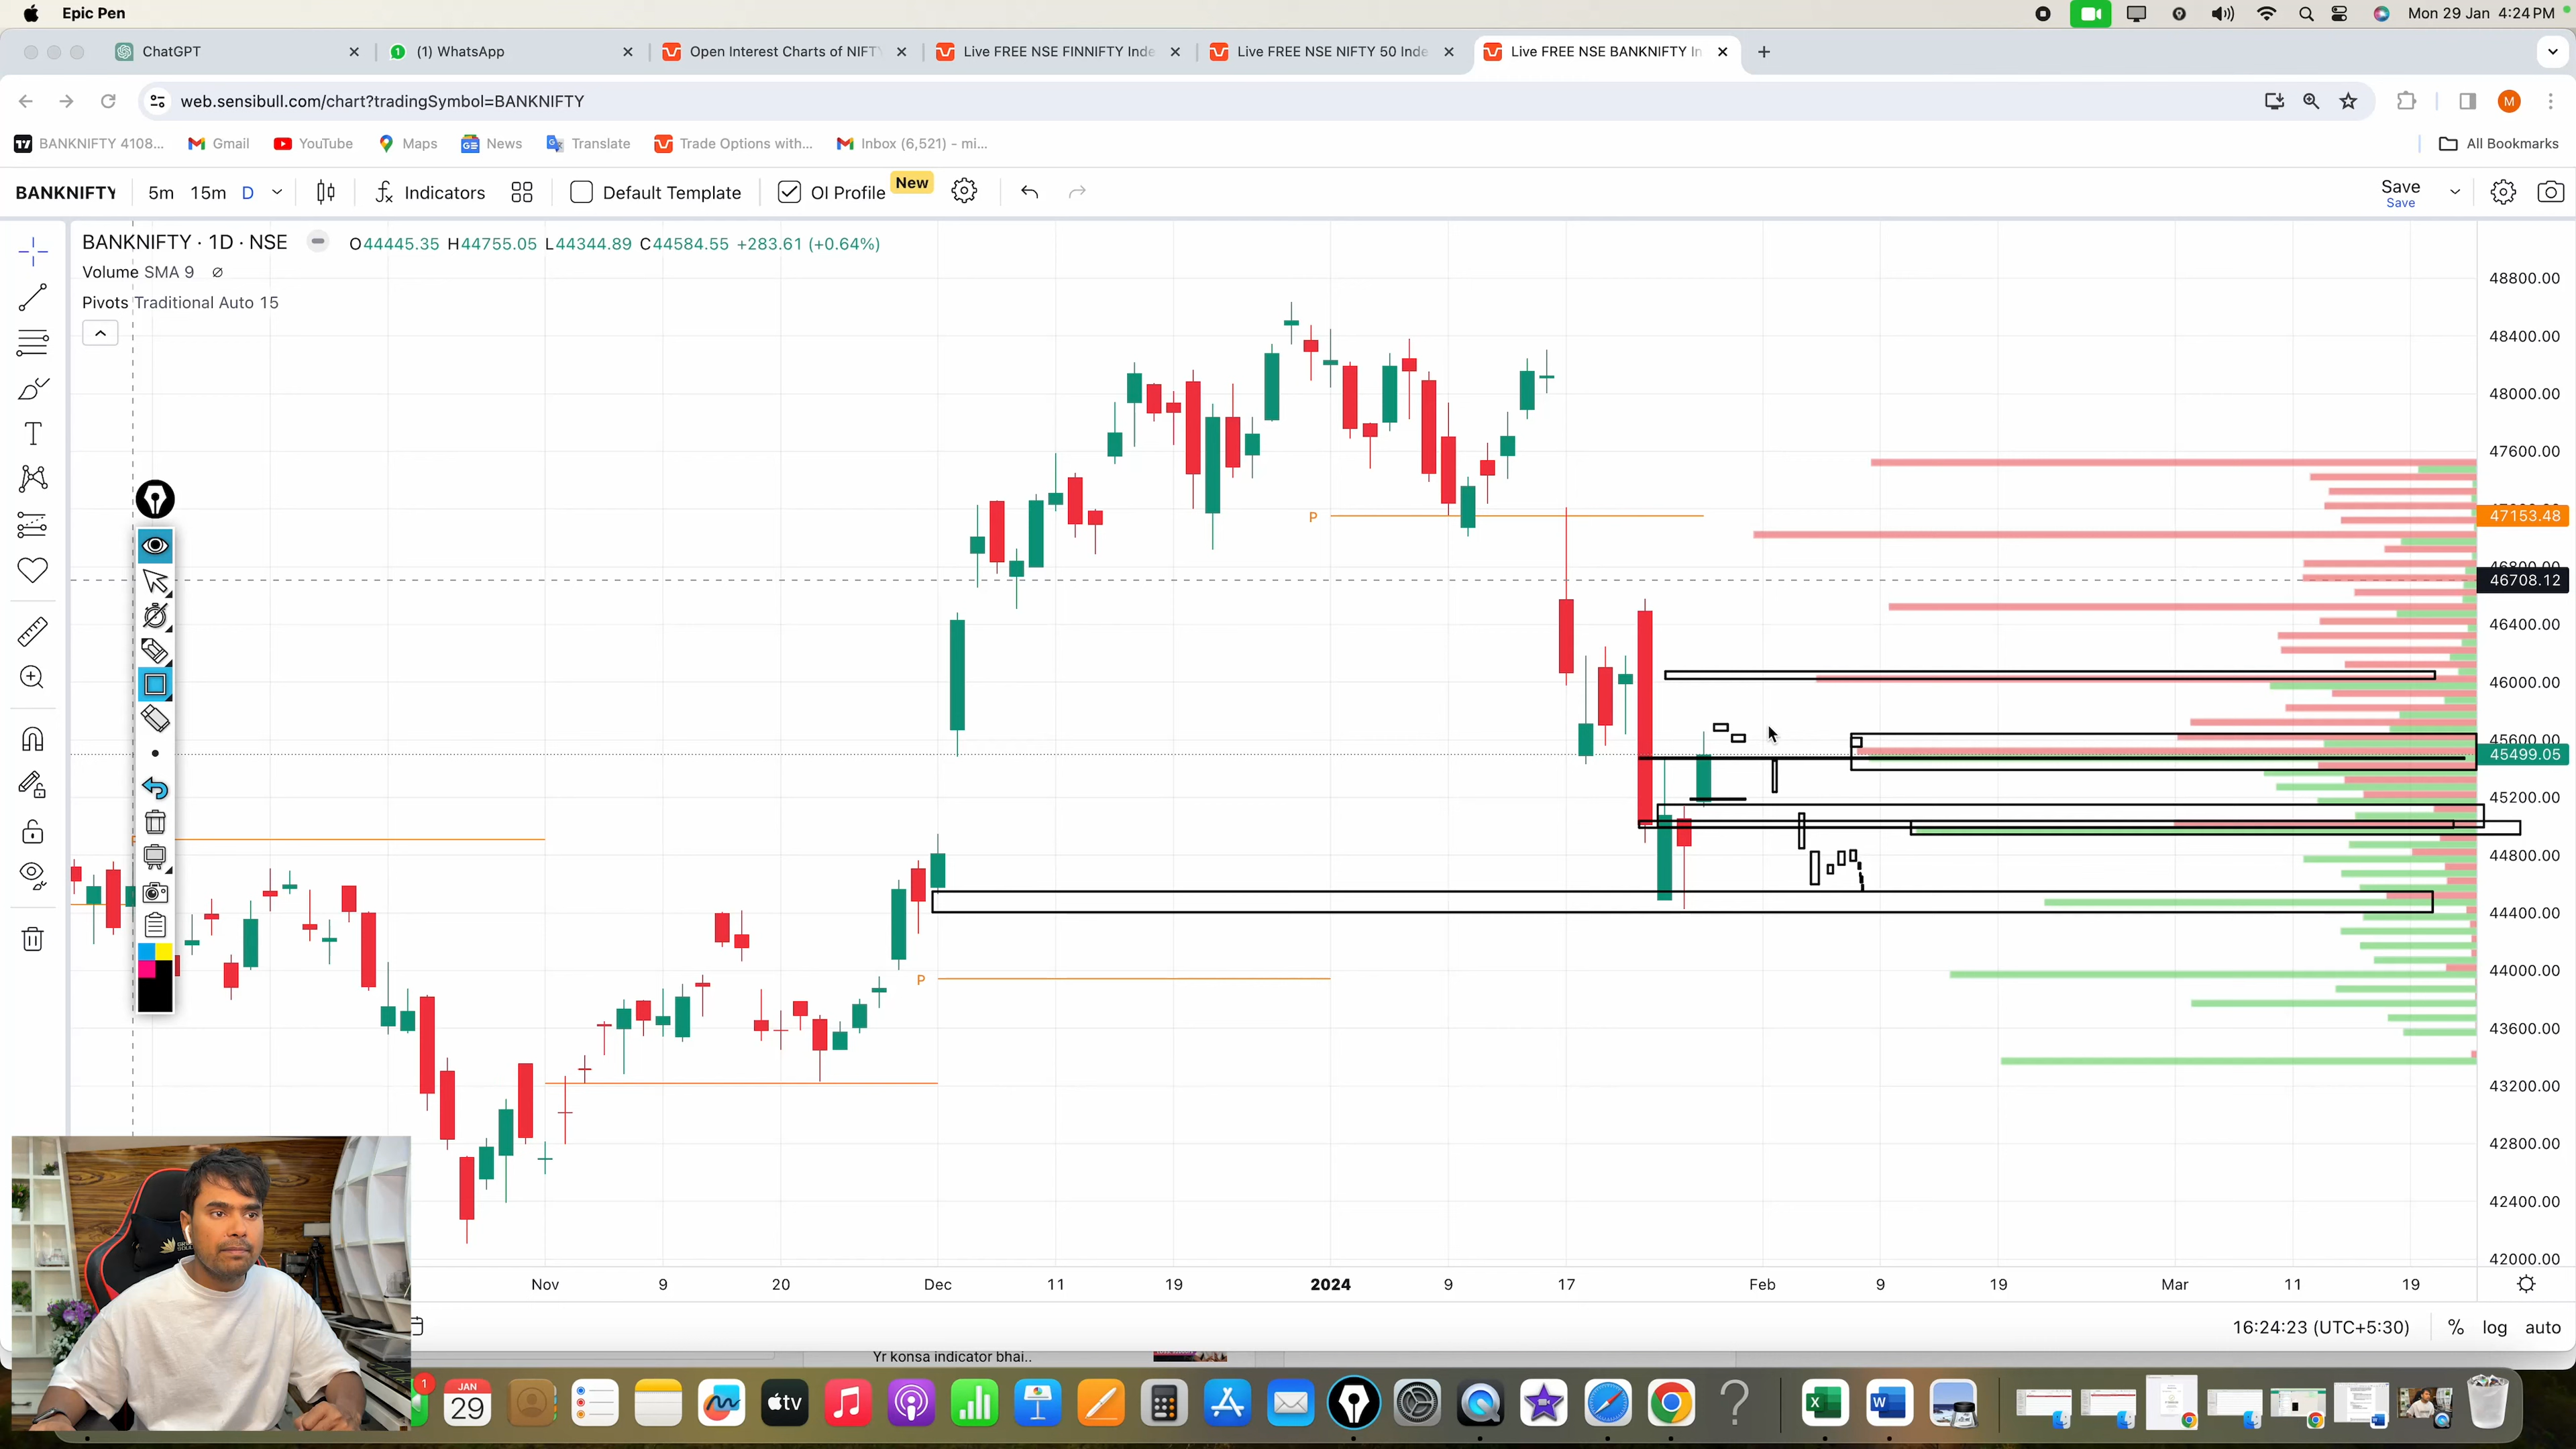 Epic Pen
Mon 29 Jan 4:24 PM
ChatGPT
(1) WhatsApp
Open Interest Charts of NIFTY
Live FREE NSE FINNIFTY Inde
Live FREE NSE NIFTY 50 Inde
Live FREE NSE BANKNIFTY In
web.sensibull.com/chart?tradingSymbol=BANKNIFTY
M
BANKNIFTY 4108...
Gmail
YouTube
Maps
News
Translate
Trade Options with...
Inbox (6,521) – mi...
All Bookmarks
BANKNIFTY
5m
15m
D
Indicators
Default Template
OI Profile
New
Save
Save
BANKNIFTY · 1D · NSE
O44445.35 H44755.05 L44344.89 C44584.55 +283.61 (+0.64%)
Volume SMA 9 ∅
Pivots Traditional Auto 15
48800.00
48400.00
48000.00
47600.00
P
47153.48
46708.12
46400.00
46000.00
45600.00
45499.05
45200.00
44800.00
44400.00
P
44000.00
43600.00
43200.00
42800.00
42400.00
42000.00
Nov
9
20
Dec
11
19
2024
9
17
Feb
9
19
Mar
11
19
16:24:23 (UTC+5:30)
%
log
auto
Yr konsa indicator bhai..
1
JAN
29
tv
X
W